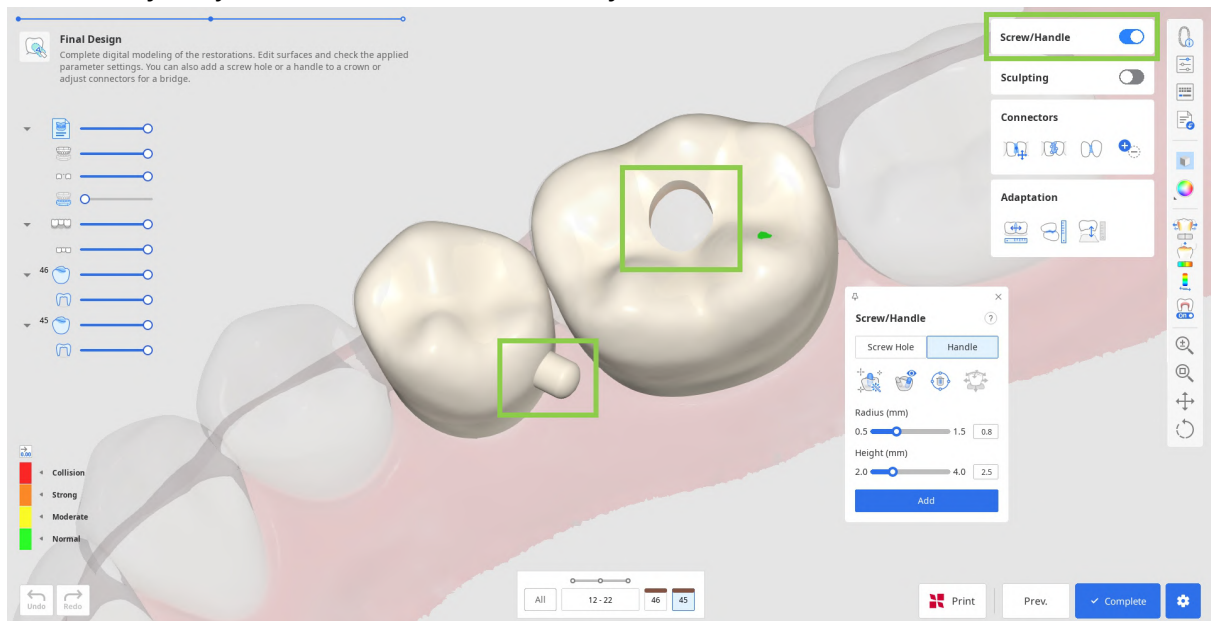 Final Design
Complete digital modeling of the restorations. Edit surfaces and check the applied
parameter settings. You can also add a screw hole or a handle to a crown or
adjust connectors for a bridge.
46
45
0.00
Collision
Strong
Moderate
Normal
Undo
Redo
All
12 - 22
46
45
Screw/Handle
Sculpting
Connectors
Adaptation
Screw/Handle
?
Screw Hole
Handle
Radius (mm)
0.5
1.5
0.8
Height (mm)
2.0
4.0
2.5
Add
ON
Print
Prev.
Complete